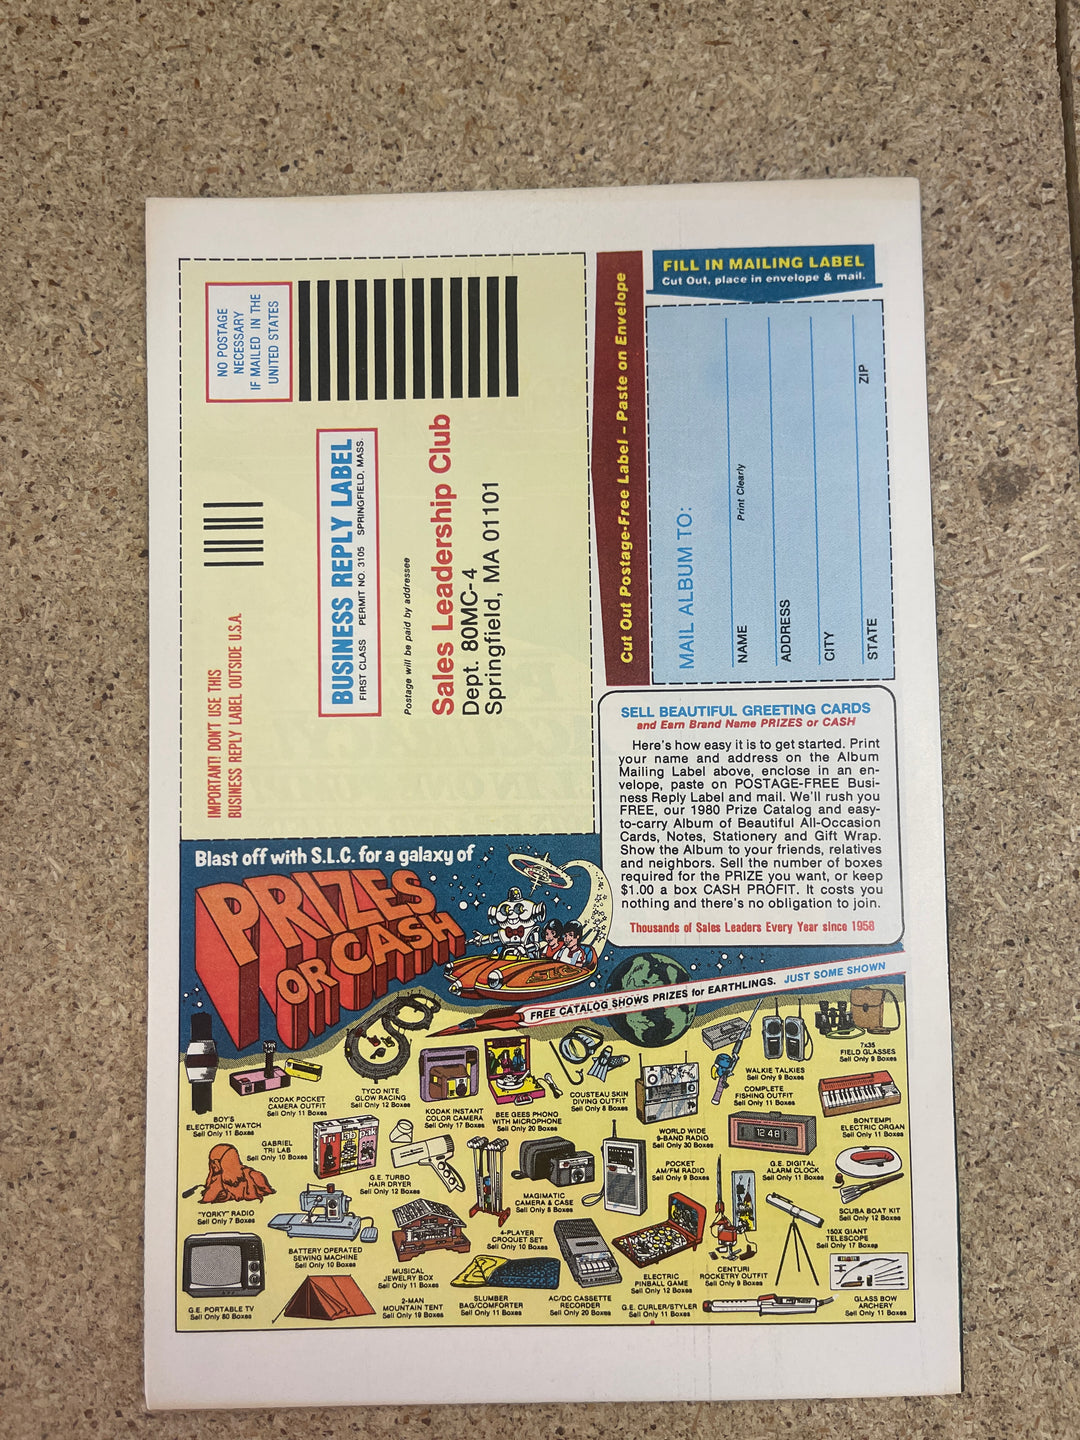 NO POSTAGE
NECESSARY
IF MAILED IN THE
UNITED STATES
IMPORTANT! DON'T USE THIS
BUSINESS REPLY LABEL OUTSIDE U.S.A.
BUSINESS REPLY LABEL
FIRST CLASS PERMIT NO. 3105 SPRINGFIELD, MASS.
Postage will be paid by addressee
Sales Leadership Club
Dept. 80MC-4
Springfield, MA 01101
Cut Out Postage-Free Label – Paste on Envelope
FILL IN MAILING LABEL
Cut Out, place in envelope & mail.
MAIL ALBUM TO:
NAME
Print Clearly
ADDRESS
CITY
STATE ZIP
SELL BEAUTIFUL GREETING CARDS
and Earn Brand Name PRIZES or CASH
Here's how easy it is to get started. Print
your name and address on the Album
Mailing Label above, enclose in an en-
velope, paste on POSTAGE-FREE Busi-
ness Reply Label and mail. We'll rush you
FREE, our 1980 Prize Catalog and easy-
to-carry Album of Beautiful All-Occasion
Cards, Notes, Stationery and Gift Wrap.
Show the Album to your friends, relatives
and neighbors. Sell the number of boxes
required for the PRIZE you want, or keep
$1.00 a box CASH PROFIT. It costs you
nothing and there's no obligation to join.
Thousands of Sales Leaders Every Year since 1958
Blast off with S.L.C. for a galaxy of
PRIZES
OR CASH
SLC
FREE CATALOG SHOWS PRIZES for EARTHLINGS. JUST SOME SHOWN
BOY'S
ELECTRONIC WATCH
Sell Only 11 Boxes
KODAK POCKET
CAMERA OUTFIT
Sell Only 11 Boxes
TYCO NITE
GLOW RACING
Sell Only 12 Boxes
KODAK INSTANT
COLOR CAMERA
Sell Only 17 Boxes
BEE GEES PHONO
WITH MICROPHONE
Sell Only 20 Boxes
COUSTEAU SKIN
DIVING OUTFIT
Sell Only 8 Boxes
WORLD WIDE
9-BAND RADIO
Sell Only 30 Boxes
WALKIE TALKIES
Sell Only 9 Boxes
COMPLETE
FISHING OUTFIT
Sell Only 11 Boxes
7x35
FIELD GLASSES
Sell Only 9 Boxes
BONTEMPI
ELECTRIC ORGAN
Sell Only 11 Boxes
GABRIEL
TRI LAB
Sell Only 10 Boxes
Tri lab pak
G.E. TURBO
HAIR DRYER
Sell Only 12 Boxes
MAGIMATIC
CAMERA & CASE
Sell Only 8 Boxes
POCKET
AM/FM RADIO
Sell Only 9 Boxes
12 48
G.E. DIGITAL
ALARM CLOCK
Sell Only 11 Boxes
SCUBA BOAT KIT
Sell Only 12 Boxes
"YORKY" RADIO
Sell Only 7 Boxes
BATTERY OPERATED
SEWING MACHINE
Sell Only 10 Boxes
MUSICAL
JEWELRY BOX
Sell Only 11 Boxes
4-PLAYER
CROQUET SET
Sell Only 10 Boxes
ELECTRIC
PINBALL GAME
Sell Only 12 Boxes
CENTURI
ROCKETRY OUTFIT
Sell Only 9 Boxes
150X GIANT
TELESCOPE
Sell Only 17 Boxes
G.E. PORTABLE TV
Sell Only 80 Boxes
2-MAN
MOUNTAIN TENT
Sell Only 19 Boxes
SLUMBER
BAG/COMFORTER
Sell Only 11 Boxes
AC/DC CASSETTE
RECORDER
Sell Only 20 Boxes
G.E. CURLER/STYLER
Sell Only 11 Boxes
GLASS BOW
ARCHERY
Sell Only 11 Boxes